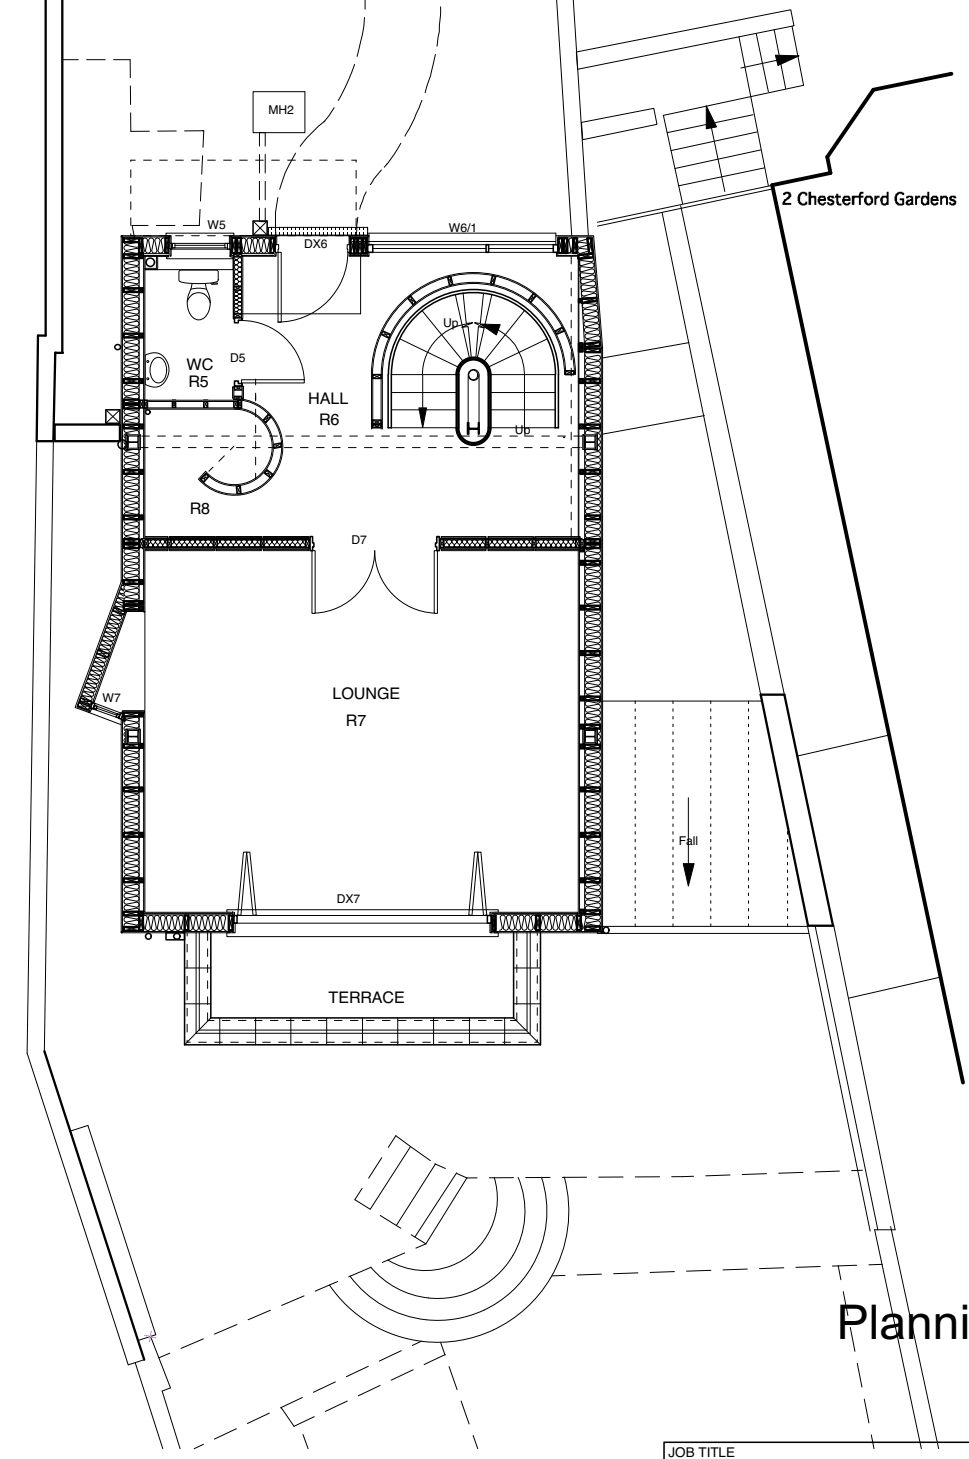 MH2
2 Chesterford Gardens
W5
W6/1
DX6
Up
D5
WC
R5
HALL
R6
Up
R8
D7
LOUNGE
R7
W7
Fall
DX7
TERRACE
Planni
JOB TITLE